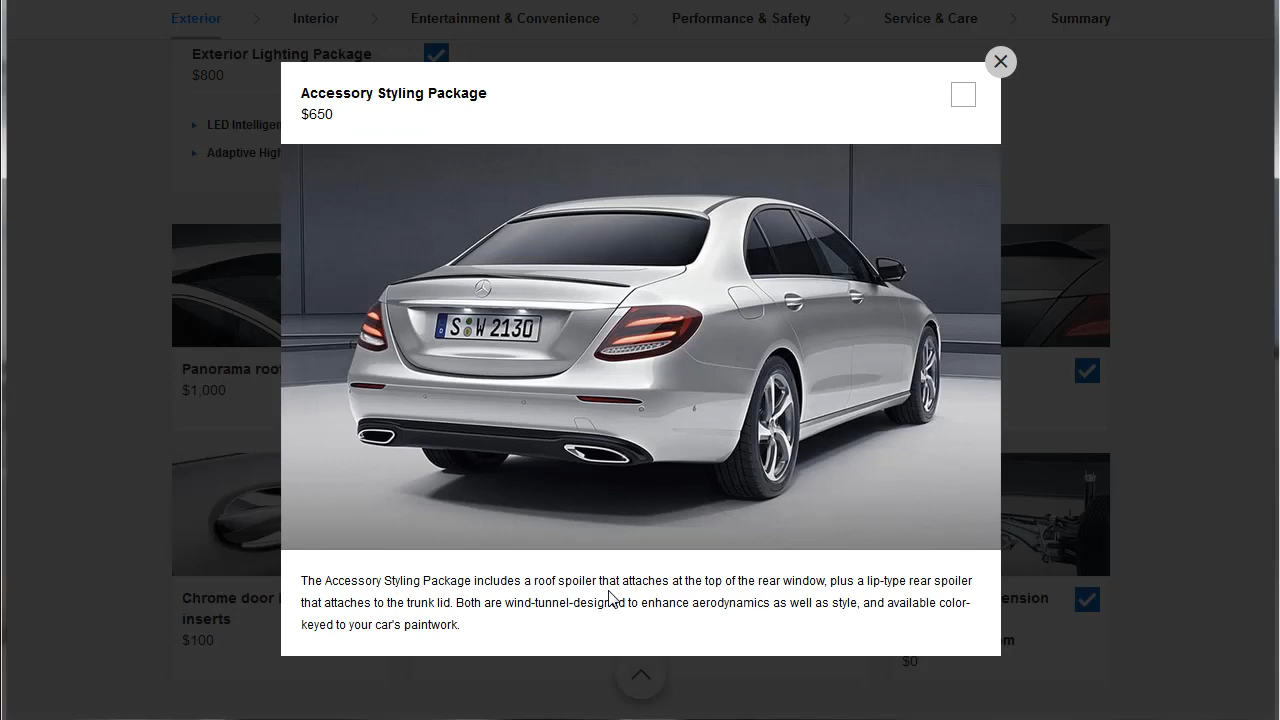 Exterior
Interior
Entertainment & Convenience
Performance & Safety
Service & Care
Summary
Exterior Lighting Package
$800
LED Intelligen
Adaptive High
Accessory Styling Package
$650
S W 2130
Panorama roof
$1,000
Chrome door
inserts
$100
ension
m
$0
The Accessory Styling Package includes a roof spoiler that attaches at the top of the rear window, plus a lip-type rear spoiler
that attaches to the trunk lid. Both are wind-tunnel-designed to enhance aerodynamics as well as style, and available color-
keyed to your car's paintwork.